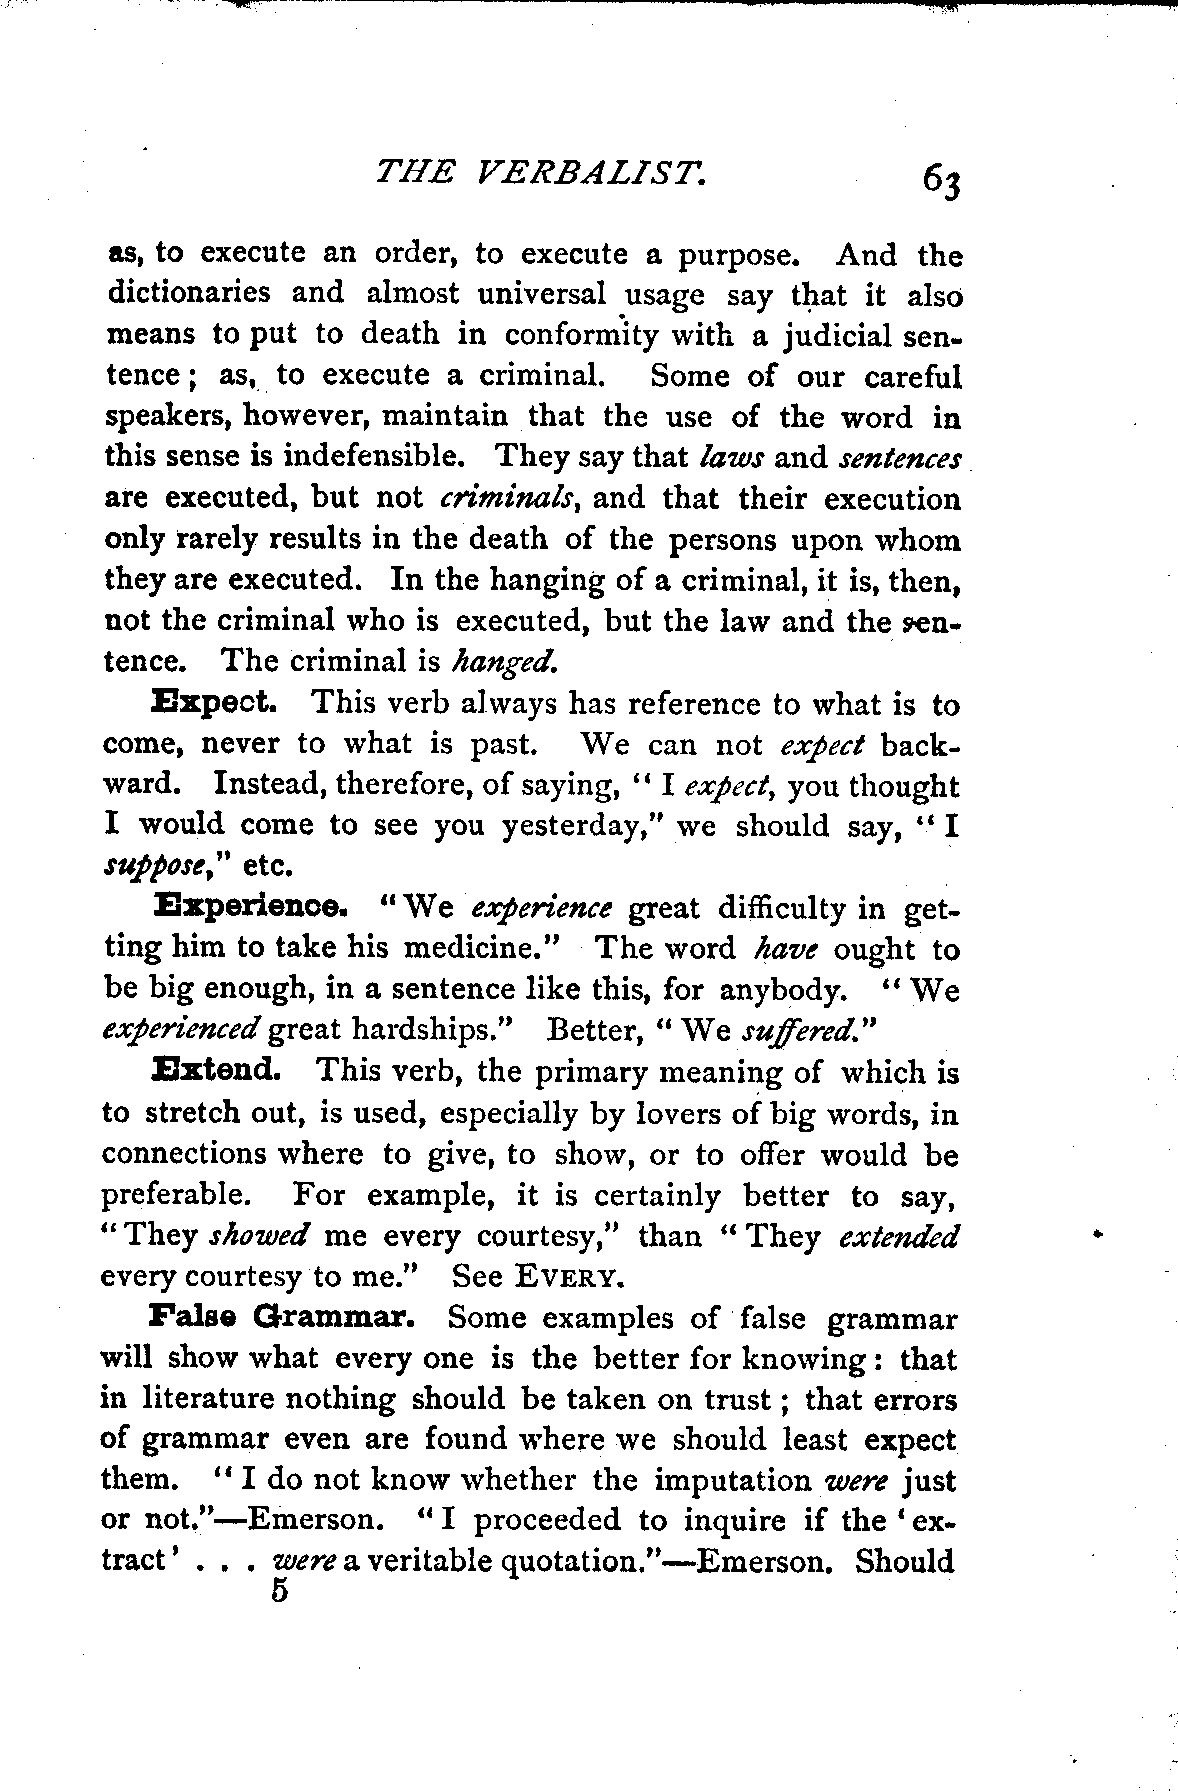 THE VERBALIST. 63
as, to execute an order, to execute a purpose. And the
dictionaries and almost universal usage say that it also
means to put to death in conformity with a judicial sen-
tence; as, to execute a criminal. Some of our careful
speakers, however, maintain that the use of the word in
this sense is indefensible. They say that laws and sentences
are executed, but not criminals, and that their execution
only rarely results in the death of the persons upon whom
they are executed. In the hanging of a criminal, it is, then,
not the criminal who is executed, but the law and the sen-
tence. The criminal is hanged.
Expect. This verb always has reference to what is to
come, never to what is past. We can not expect back-
ward. Instead, therefore, of saying, "I expect, you thought
I would come to see you yesterday," we should say, "I
suppose," etc.
Experience. "We experience great difficulty in get-
ting him to take his medicine." The word have ought to
be big enough, in a sentence like this, for anybody. "We
experienced great hardships." Better, "We suffered."
Extend. This verb, the primary meaning of which is
to stretch out, is used, especially by lovers of big words, in
connections where to give, to show, or to offer would be
preferable. For example, it is certainly better to say,
"They showed me every courtesy," than "They extended
every courtesy to me." See EVERY.
False Grammar. Some examples of false grammar
will show what every one is the better for knowing: that
in literature nothing should be taken on trust; that errors
of grammar even are found where we should least expect
them. "I do not know whether the imputation were just
or not."—Emerson. "I proceeded to inquire if the 'ex-
tract' . . . were a veritable quotation."—Emerson. Should
5